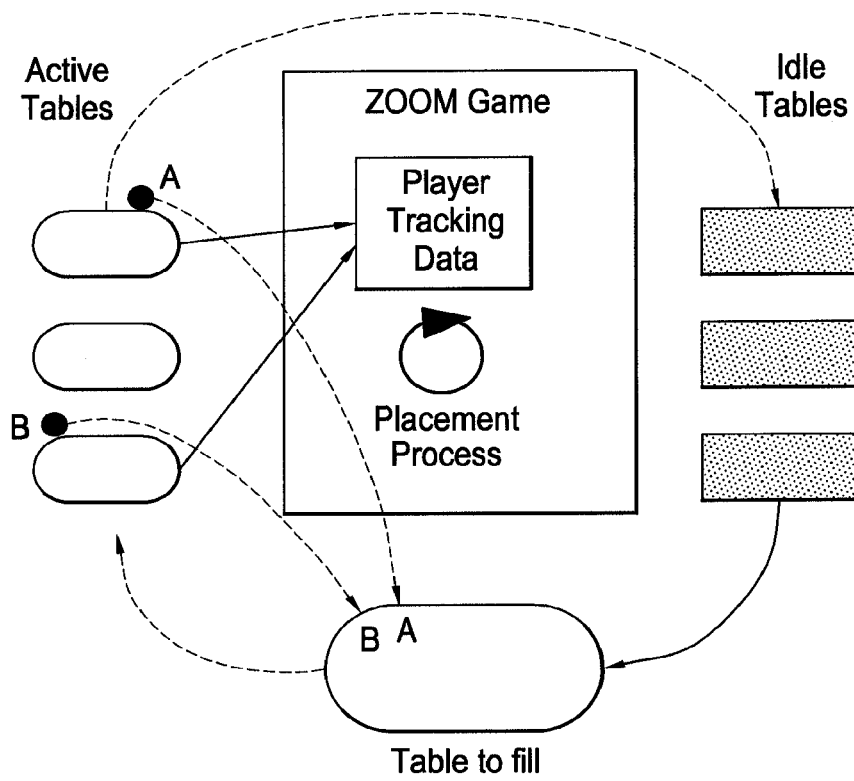 Active
Tables
ZOOM Game
Idle
Tables
A
Player
Tracking
Data
B
Placement
Process
B
A
Table to fill